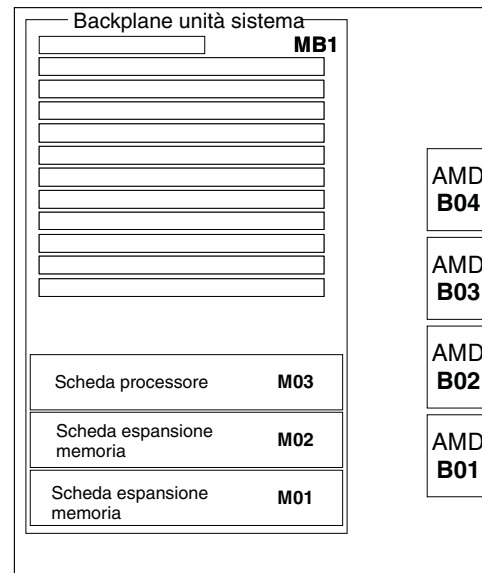 Backplane unità sistema
MB1
AMD
B04
AMD
B03
AMD
B02
AMD
B01
Scheda processore M03
Scheda espansione
memoria M02
Scheda espansione
memoria M01